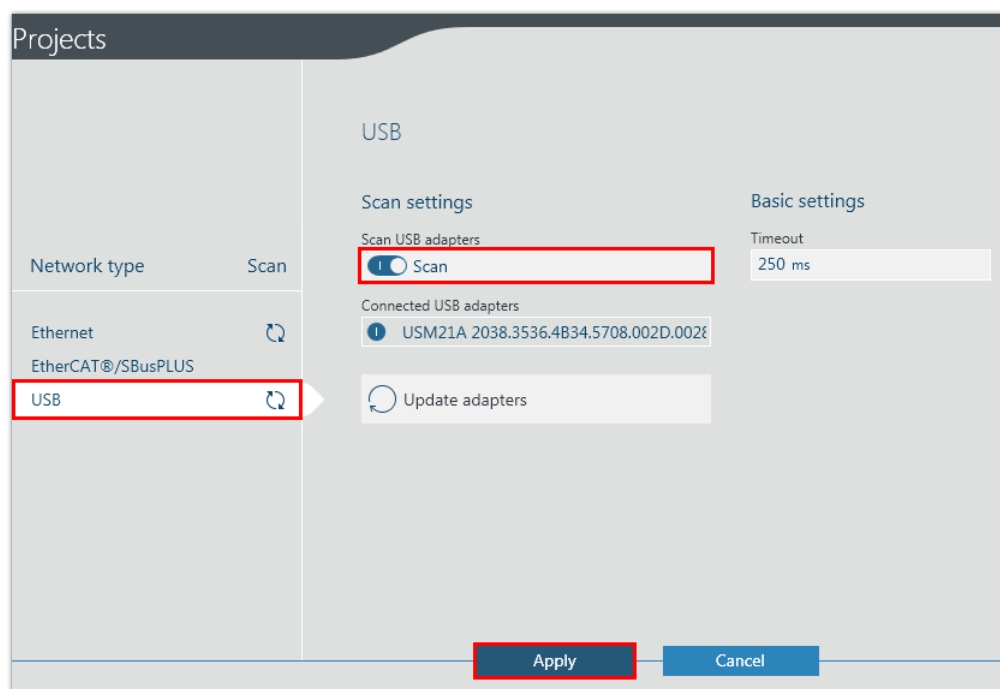 Projects
Network type Scan
Ethernet
EtherCAT®/SBusPLUS
USB
USB
Scan settings
Scan USB adapters
Scan
Connected USB adapters
USM21A 2038.3536.4B34.5708.002D.0028
Update adapters
Basic settings
Timeout
250 ms
Apply
Cancel